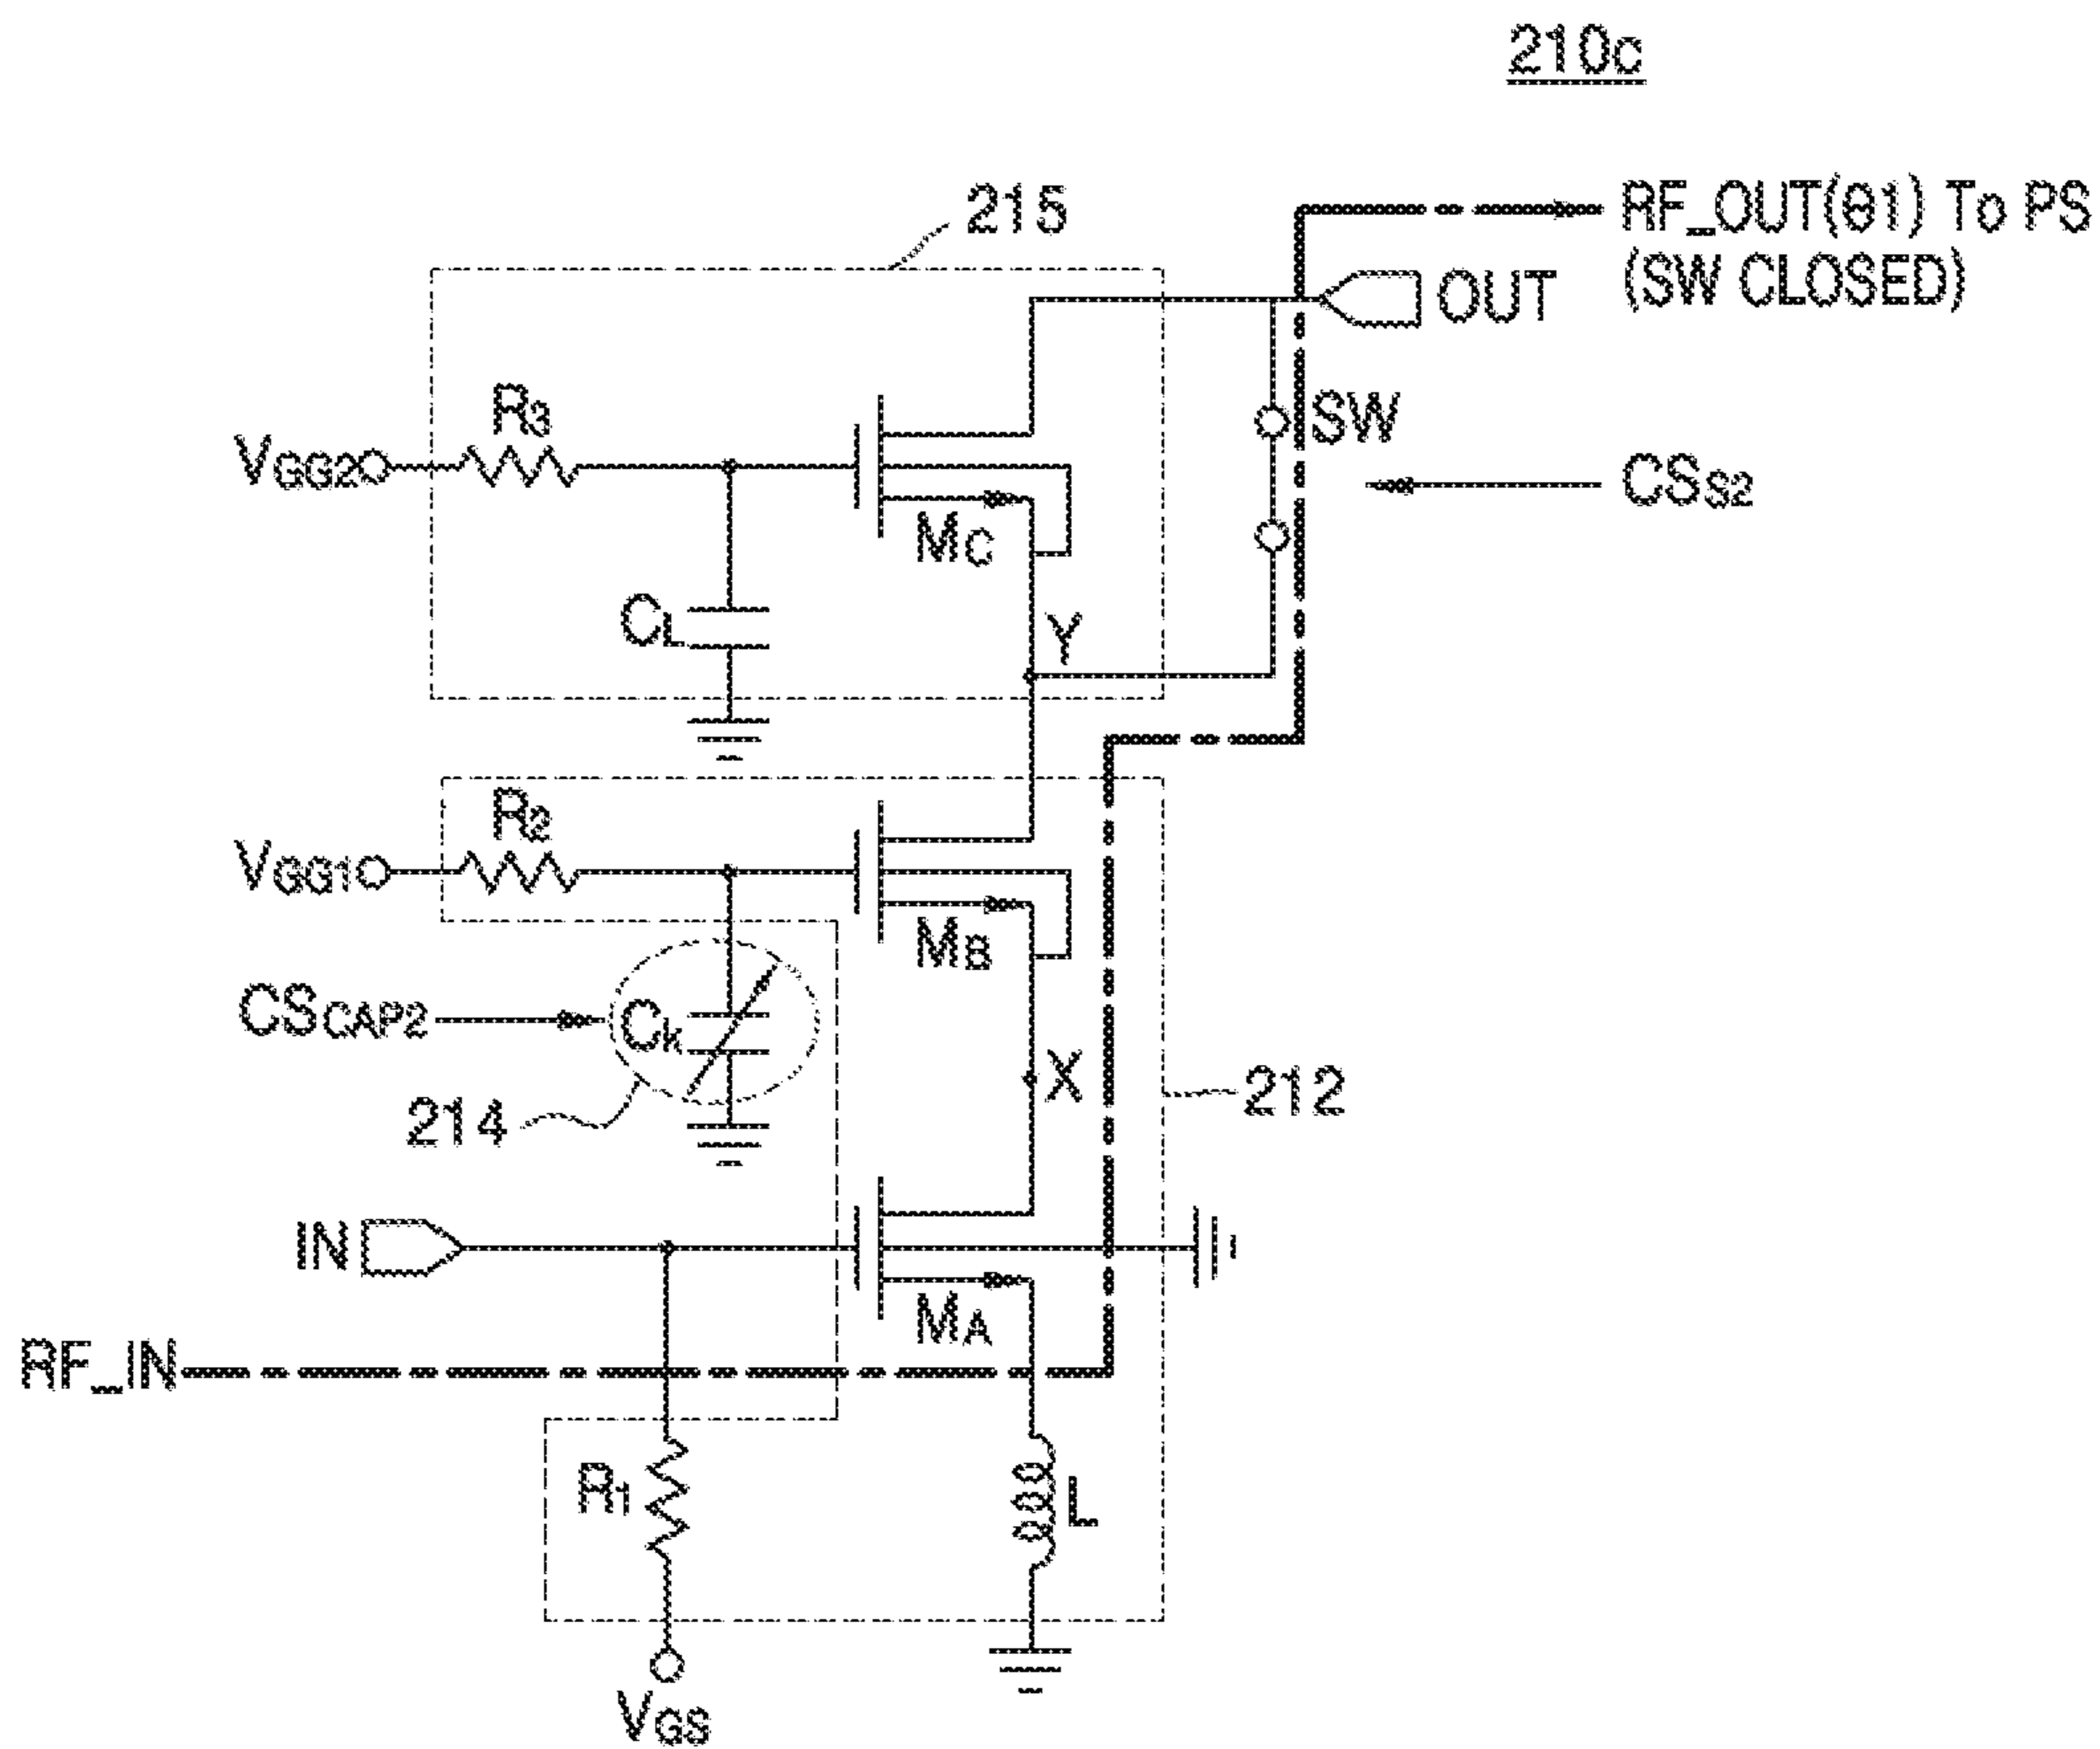 210c
215
RF_OUT(θ1) To PS
(SW CLOSED)
OUT
R3
SW
VGG2
CSS2
MC
CL
Y
R2
VGG1
MB
CSCAP2
Ck
X
214
212
IN
MA
RF_IN
R1
L
VGS